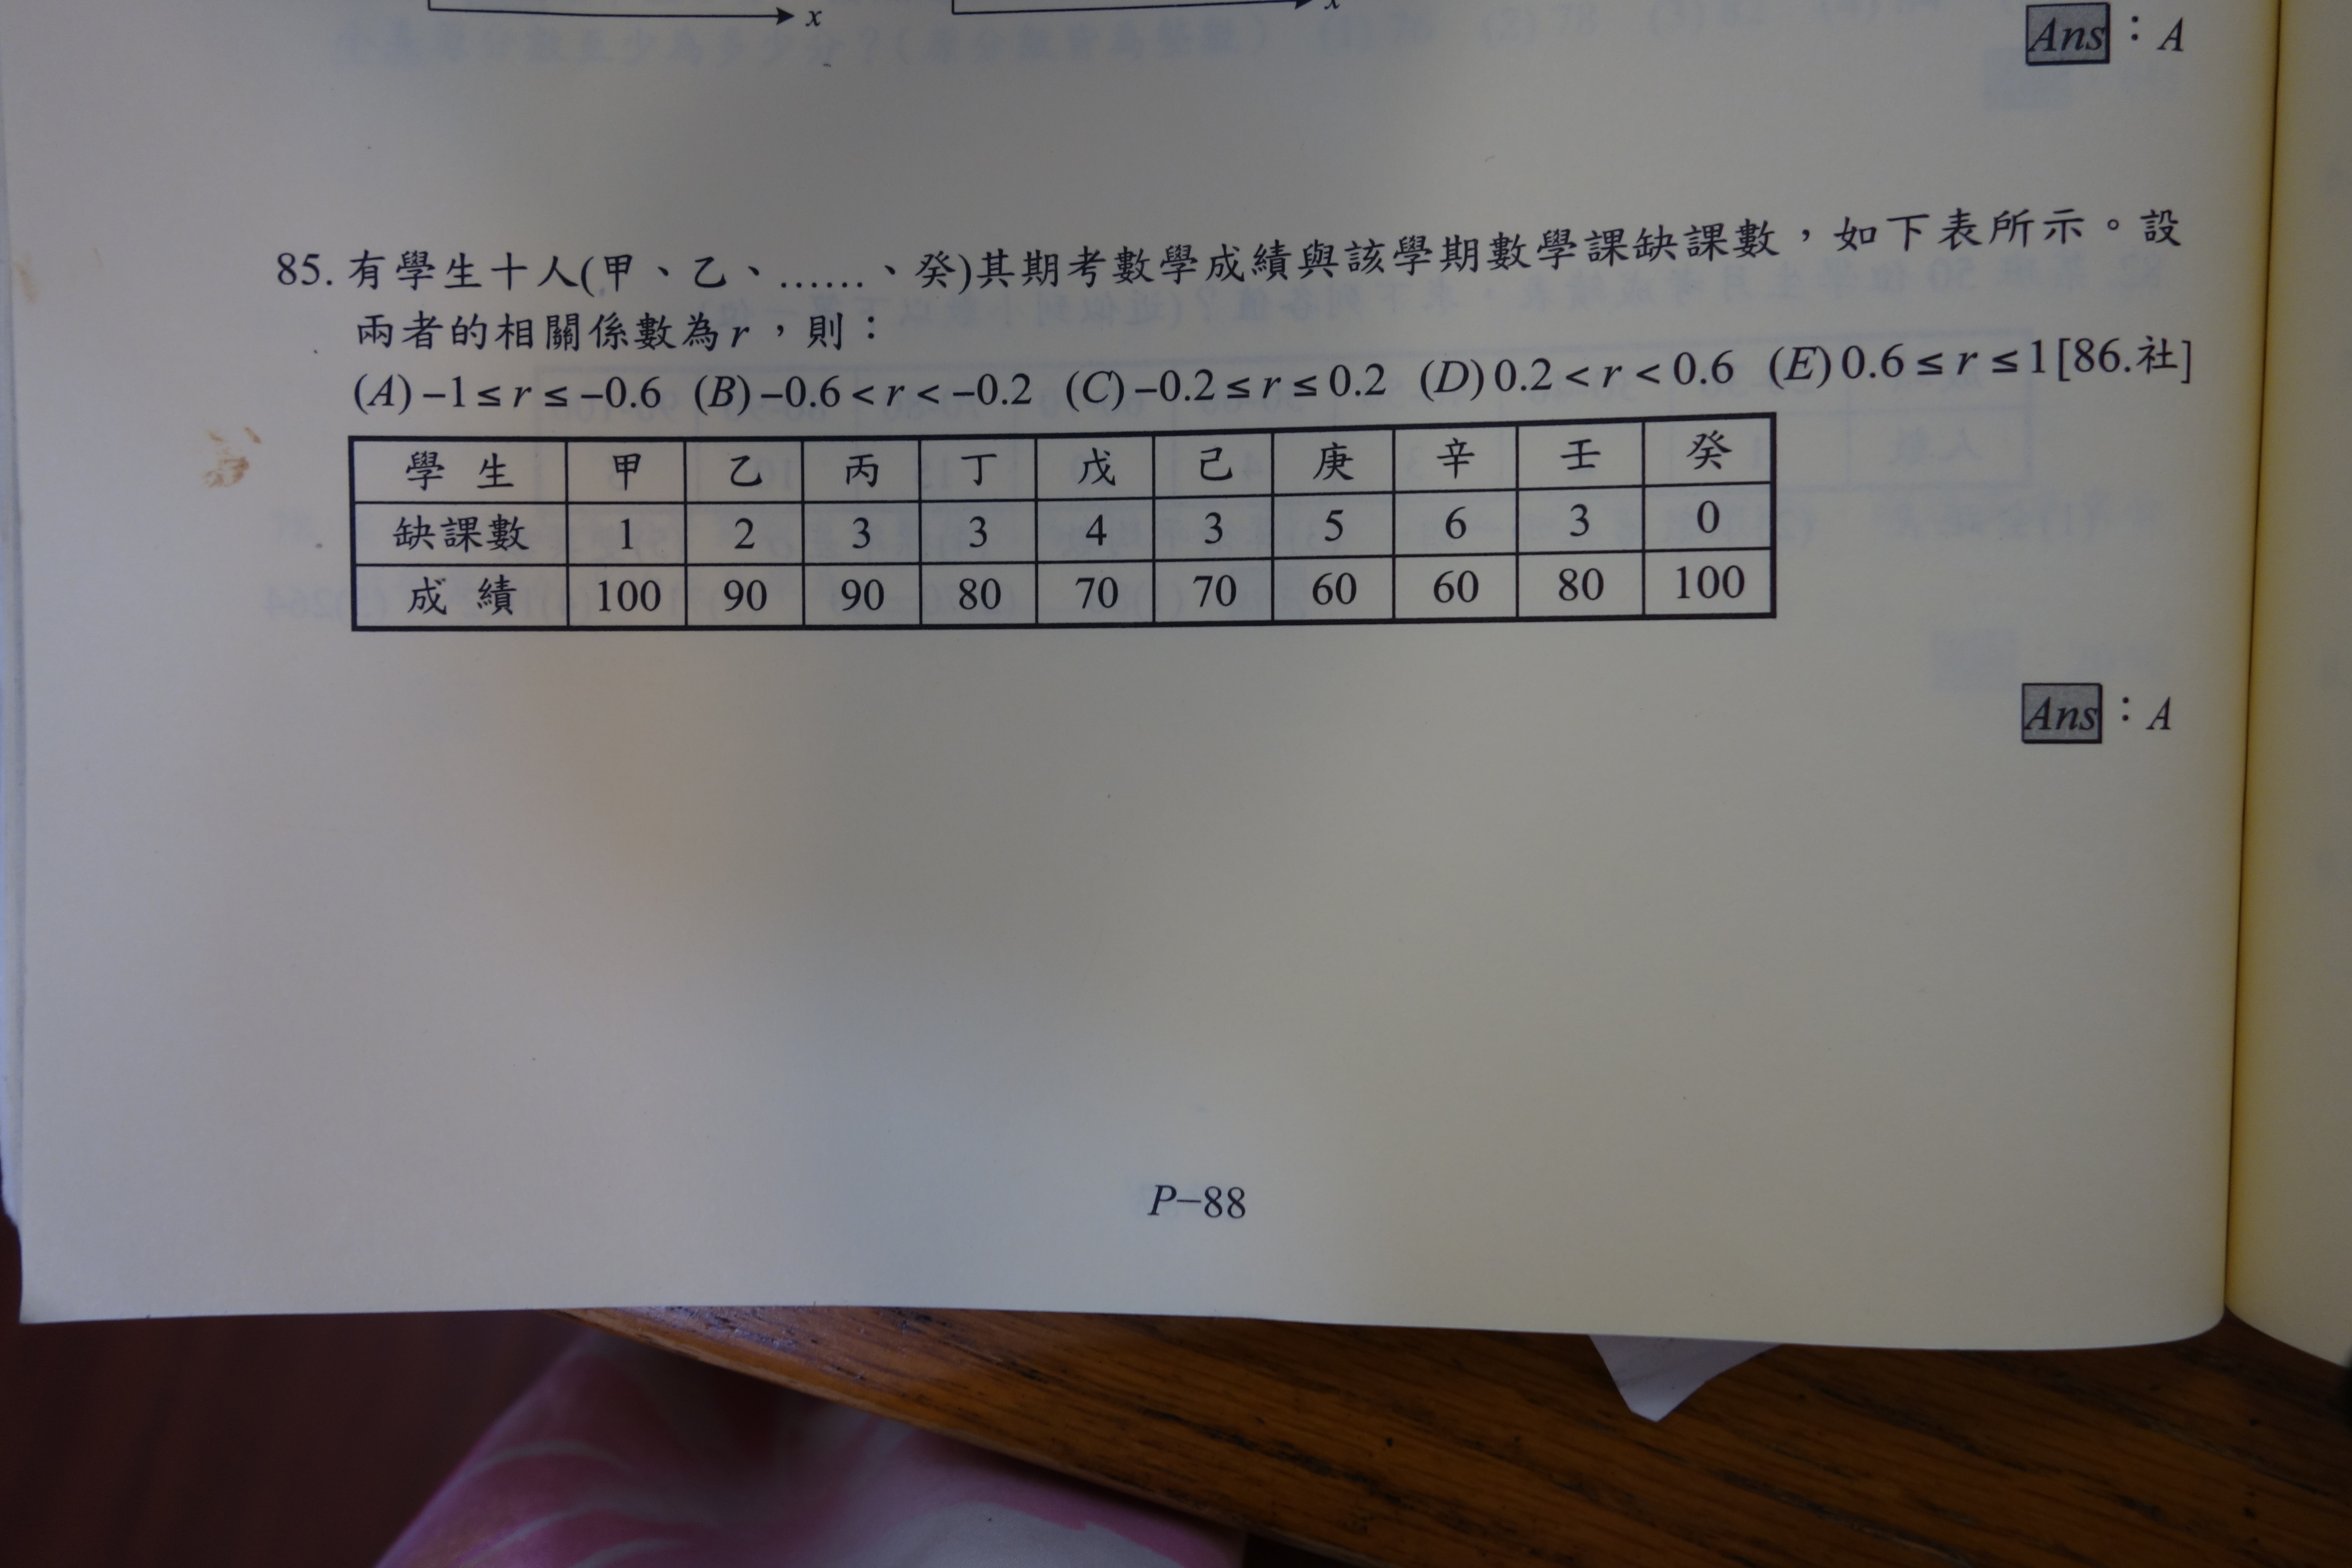 x
x
Ans：A
85. 有學生十人(甲、乙、……、癸)其期考數學成績與該學期數學課缺課數，如下表所示。設
兩者的相關係數為r，則：
(A) −1 ≤ r ≤ −0.6 (B) −0.6 < r < −0.2 (C) −0.2 ≤ r ≤ 0.2 (D) 0.2 < r < 0.6 (E) 0.6 ≤ r ≤ 1 [86.社]
學 生 甲 乙 丙 丁 戊 己 庚 辛 壬 癸
缺課數 1 2 3 3 4 3 5 6 3 0
成 績 100 90 90 80 70 70 60 60 80 100
Ans：A
P−88